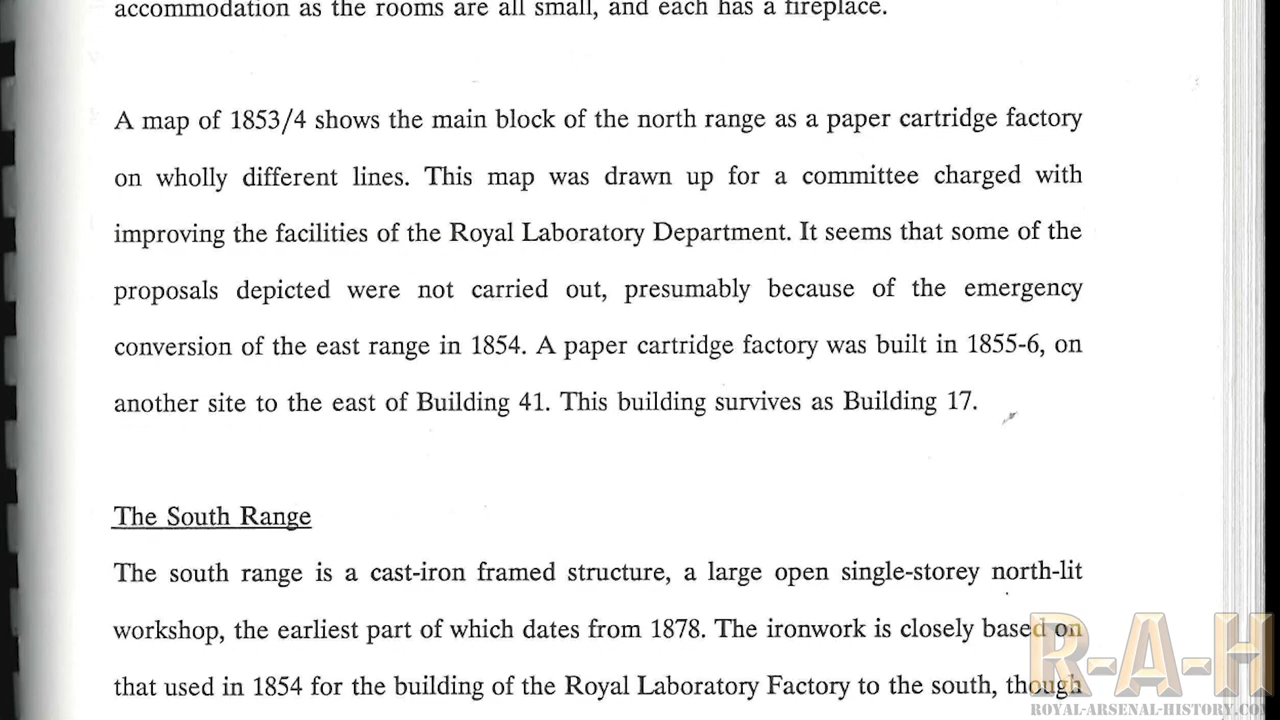 accommodation as the rooms are all small, and each has a fireplace.
A map of 1853/4 shows the main block of the north range as a paper cartridge factory
on wholly different lines. This map was drawn up for a committee charged with
improving the facilities of the Royal Laboratory Department. It seems that some of the
proposals depicted were not carried out, presumably because of the emergency
conversion of the east range in 1854. A paper cartridge factory was built in 1855-6, on
another site to the east of Building 41. This building survives as Building 17.
The South Range
The south range is a cast-iron framed structure, a large open single-storey north-lit
workshop, the earliest part of which dates from 1878. The ironwork is closely based on
that used in 1854 for the building of the Royal Laboratory Factory to the south, though
R-A-H
ROYAL-ARSENAL-HISTORY.COM